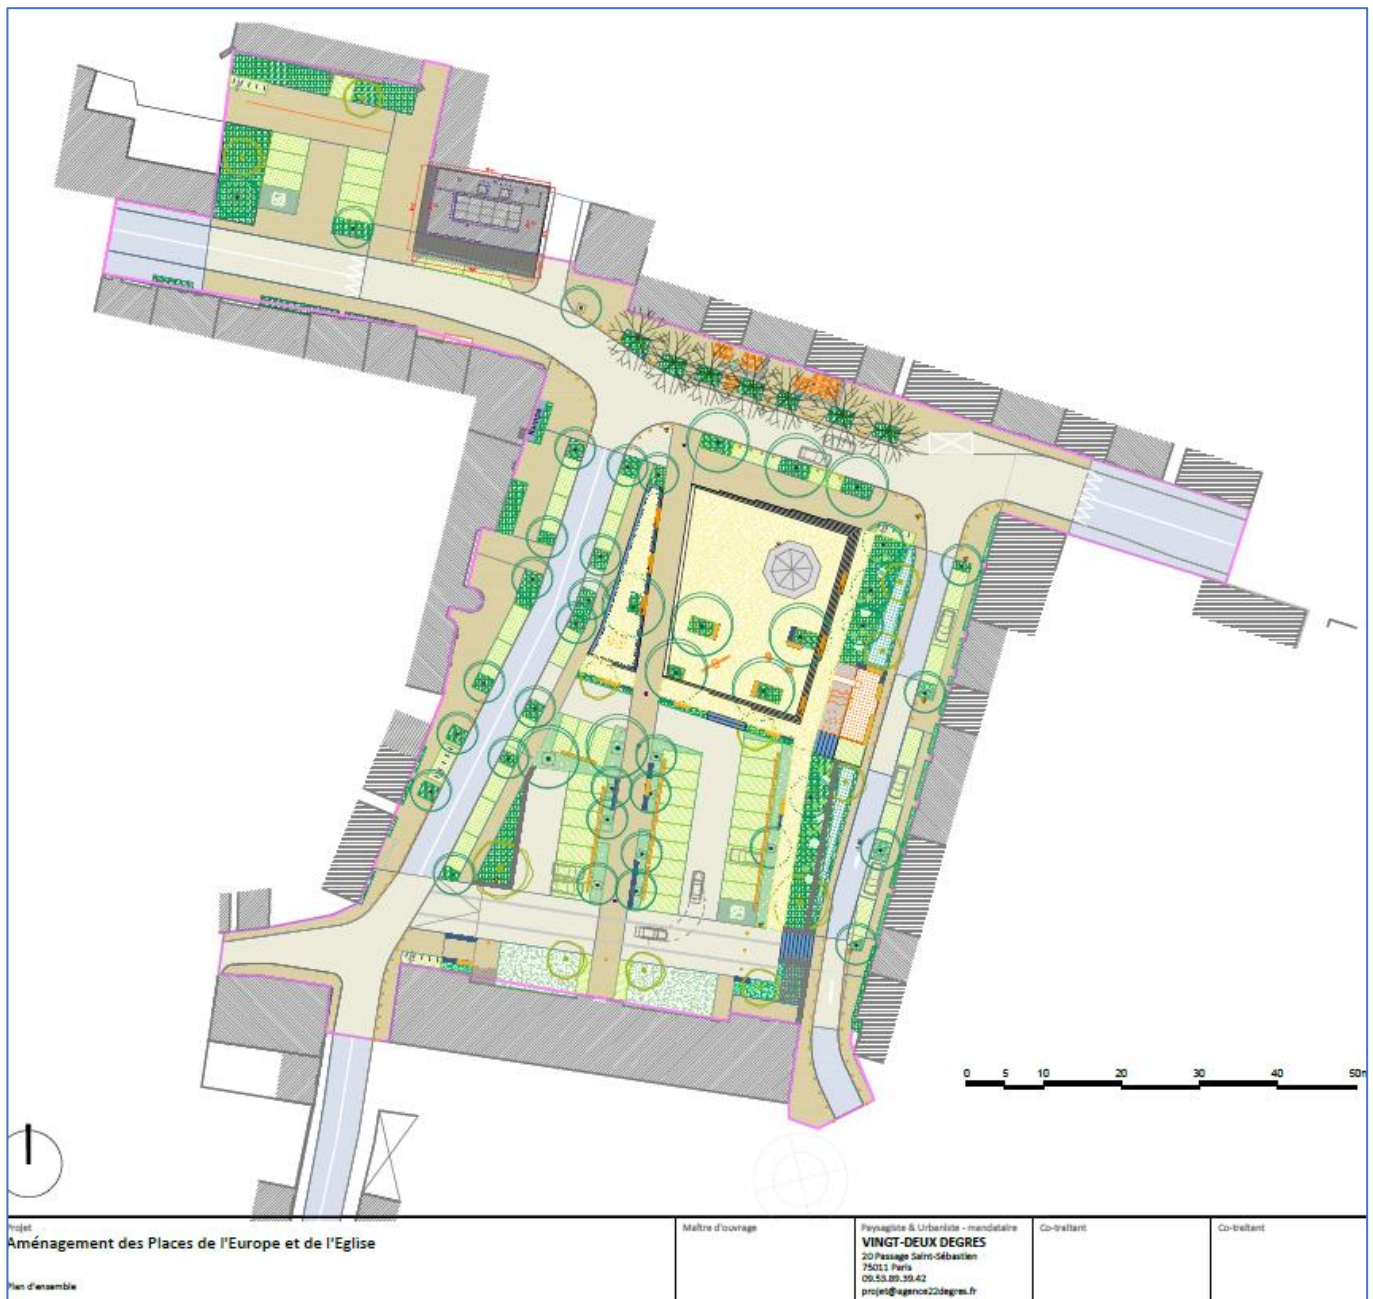 0 5 10 20 30 40 50m
Projet
Aménagement des Places de l'Europe et de l'Eglise
Plan d'ensemble
Maître d'ouvrage
Paysagiste & Urbaniste - mandataire
VINGT-DEUX DEGRES
20 Passage Saint-Sébastien
75011 Paris
09.53.89.39.42
projet@agence22degres.fr
Co-traitant
Co-traitant